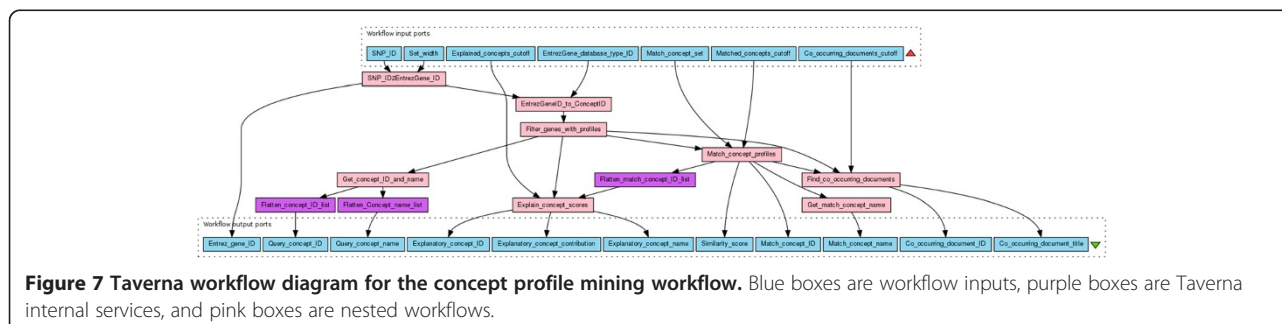 Workflow input ports
SNP_ID Set_width Explained_concepts_cutoff EntrezGene_database_type_ID Match_concept_set Matched_concepts_cutoff Co_occuring_documents_cutoff
SNP_ID2EntrezGene_ID
EntrezGeneID_to_ConceptID
Filter_genes_with_profiles
Match_concept_profiles
Get_concept_ID_and_name Flatten_match_concept_ID_list Find_co_occurring_documents
Flatten_concept_ID_list Flatten_Concept_name_list Explain_concept_scores Get_match_concept_name
Workflow output ports
Entrez_gene_ID Query_concept_ID Query_concept_name Explanatory_concept_ID Explanatory_concept_contribution Explanatory_concept_name Similarity_score Match_concept_ID Match_concept_name Co_occuring_document_ID Co_occuring_document_title
Figure 7 Taverna workflow diagram for the concept profile mining workflow. Blue boxes are workflow inputs, purple boxes are Taverna
internal services, and pink boxes are nested workflows.